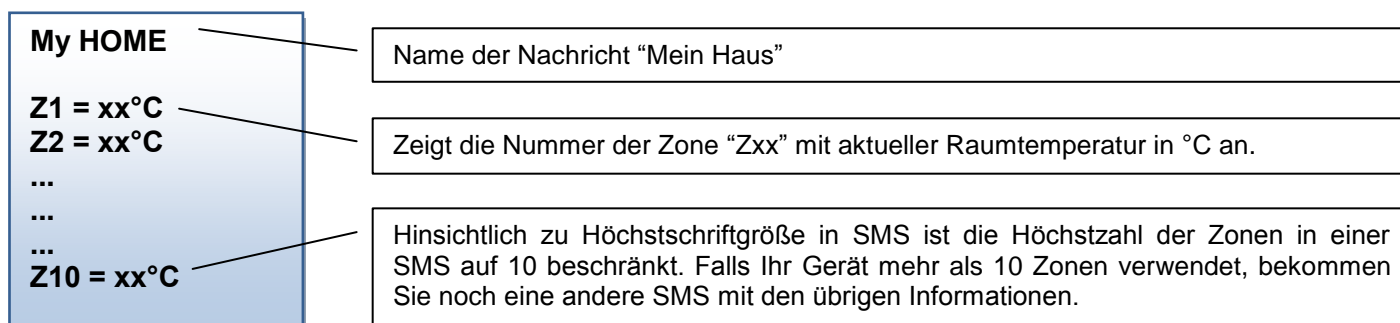 My HOME
Name der Nachricht “Mein Haus”
Z1 = xx°C
Z2 = xx°C
Zeigt die Nummer der Zone “Zxx” mit aktueller Raumtemperatur in °C an.
...
...
...
Z10 = xx°C
Hinsichtlich zu Höchstschriftgröße in SMS ist die Höchstzahl der Zonen in einer
SMS auf 10 beschränkt. Falls Ihr Gerät mehr als 10 Zonen verwendet, bekommen
Sie noch eine andere SMS mit den übrigen Informationen.